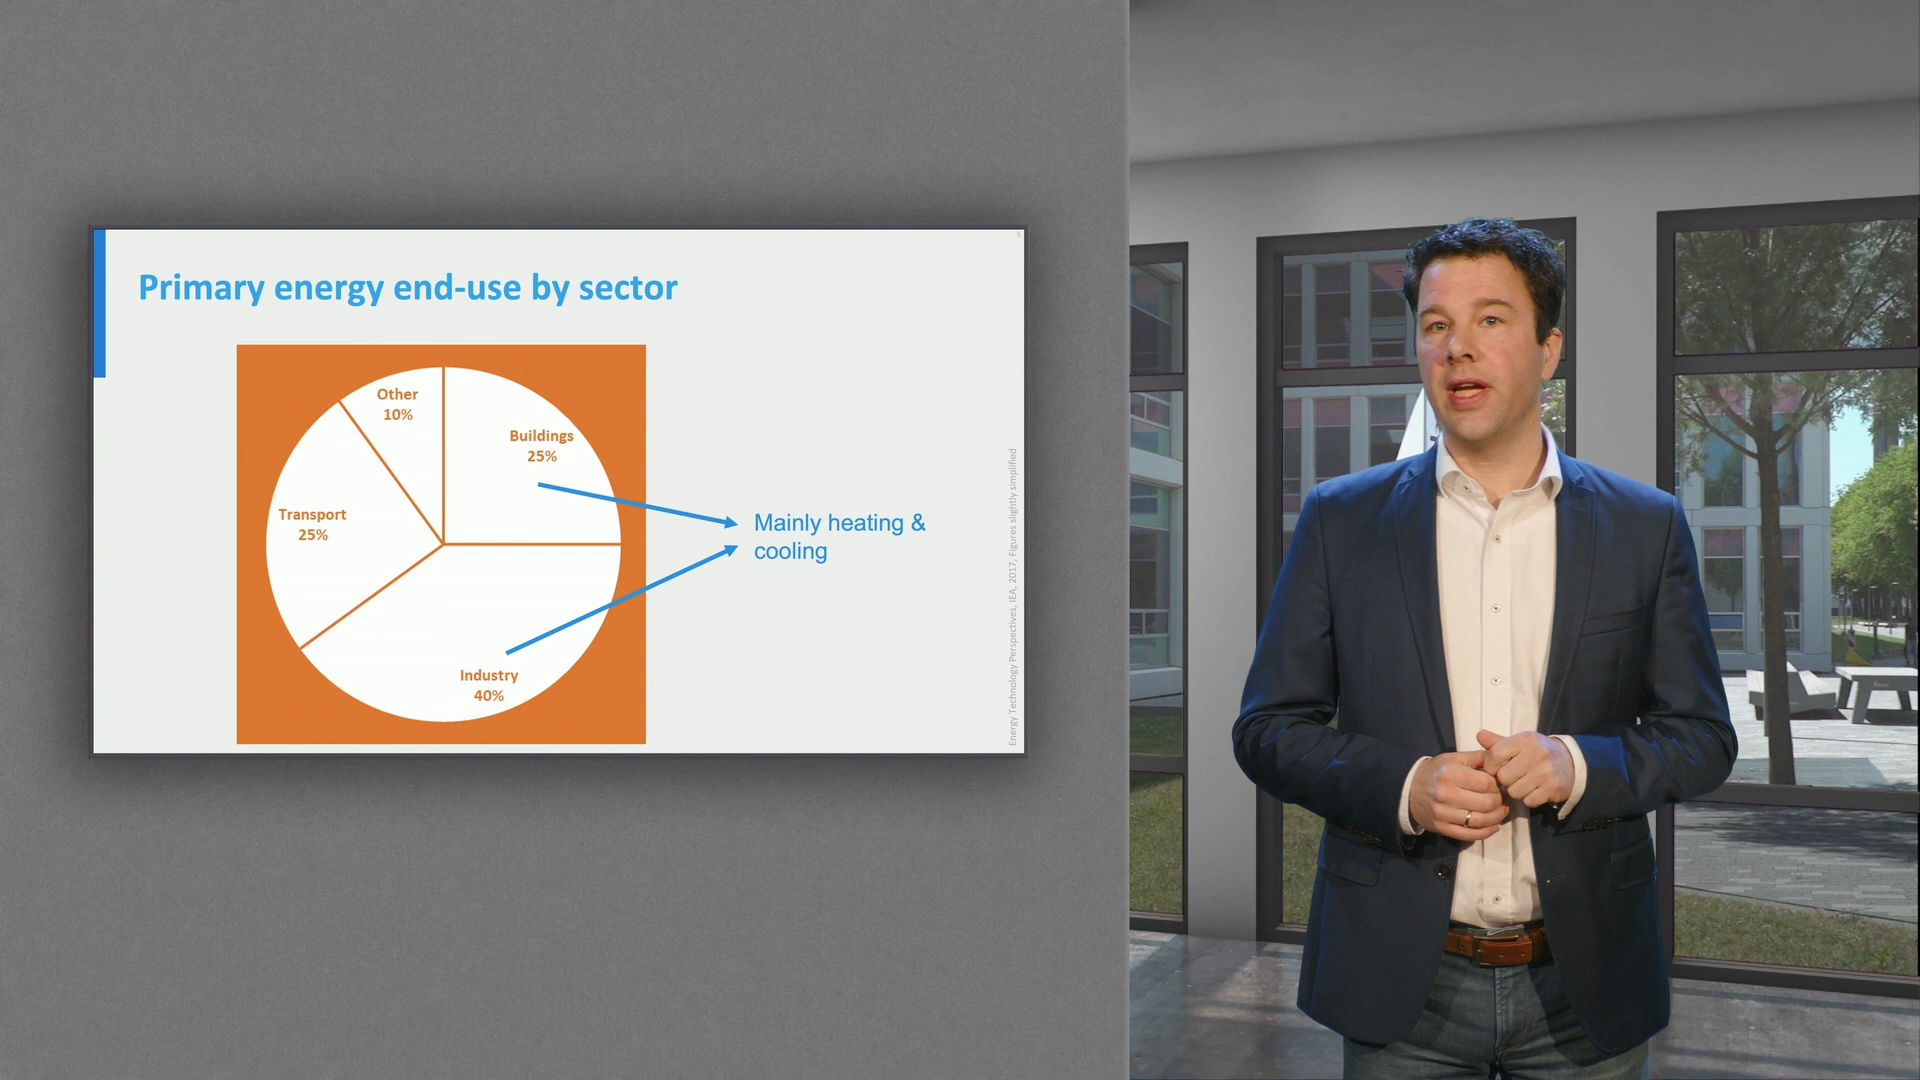 5
Primary energy end-use by sector
Other
10%
Buildings
25%
Transport
25%
Mainly heating &
cooling
Industry
40%
Energy Technology Perspectives, IEA, 2017, Figures slightly simplified